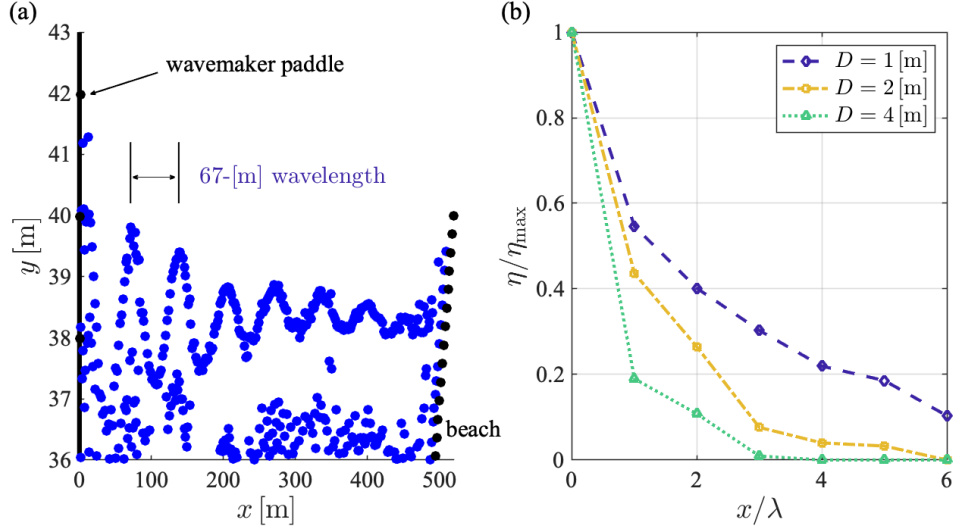 (a)
43
42
41
40
39
38
37
36
y [m]
wavemaker paddle
67-[m] wavelength
beach
0
100
200
300
400
500
x [m]
(b)
1
0.8
0.6
0.4
0.2
0
η/η_max
D = 1 [m]
D = 2 [m]
D = 4 [m]
0
2
4
6
x/λ